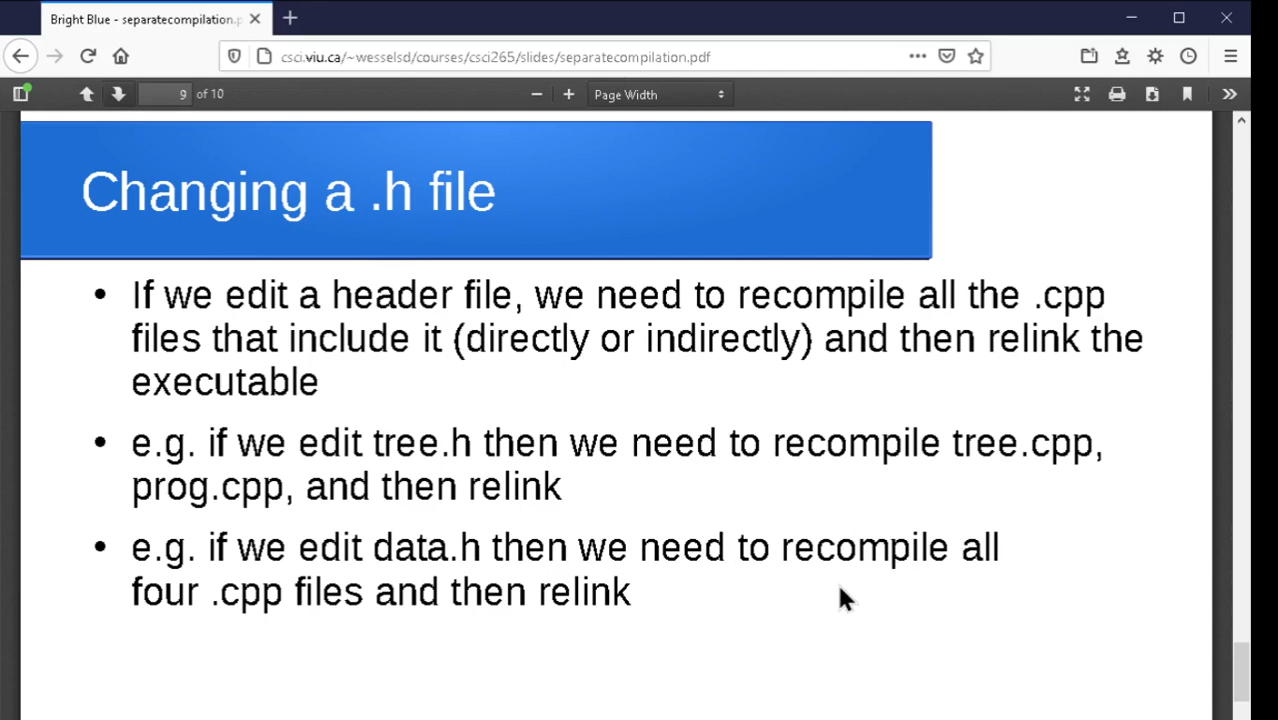 Bright Blue - separatecompilation.p
csci.viu.ca/~wesselsd/courses/csci265/slides/separatecompilation.pdf
9 of 10
Page Width
Changing a .h file
• If we edit a header file, we need to recompile all the .cpp
files that include it (directly or indirectly) and then relink the
executable
• e.g. if we edit tree.h then we need to recompile tree.cpp,
prog.cpp, and then relink
• e.g. if we edit data.h then we need to recompile all
four .cpp files and then relink